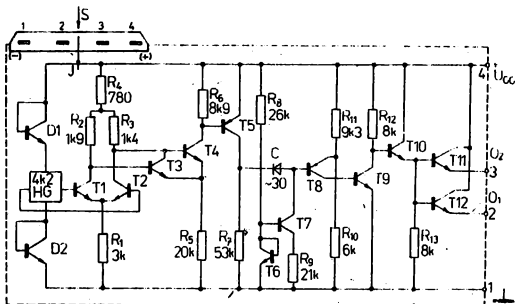 S
1 2 3 4
(-) (+)
J
R4
780
R6
8k9
T5
R8
26k
R11
9k3
R12
8k
4 UCC
D1
R2
1k9
R3
1k4
T4
T10
T11
O2
3
C
~30
T3
T8
T9
4k2
HG
T1
T2
T12
O1
2
T7
D2
R1
3k
R5
20k
R7
53k
T6
R9
21k
R10
6k
R13
8k
1